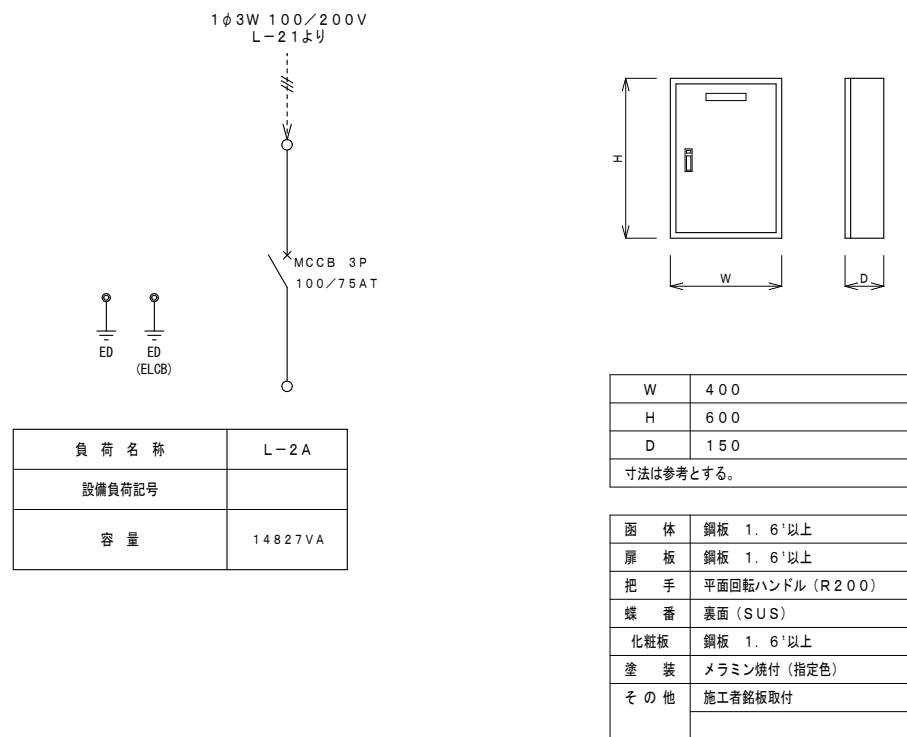 1φ3W 100/200V
L-21より
MCCB 3P
100/75AT
ED
ED
(ELCB)
負荷名称 L-2A
設備負荷記号
容量 14827VA
H
W
D
W 400
H 600
D 150
寸法は参考とする。
函体 鋼板 1.6ᵗ以上
扉板 鋼板 1.6ᵗ以上
把手 平面回転ハンドル(R200)
蝶番 裏面(SUS)
化粧板 鋼板 1.6ᵗ以上
塗装 メラミン焼付(指定色)
その他 施工者銘板取付